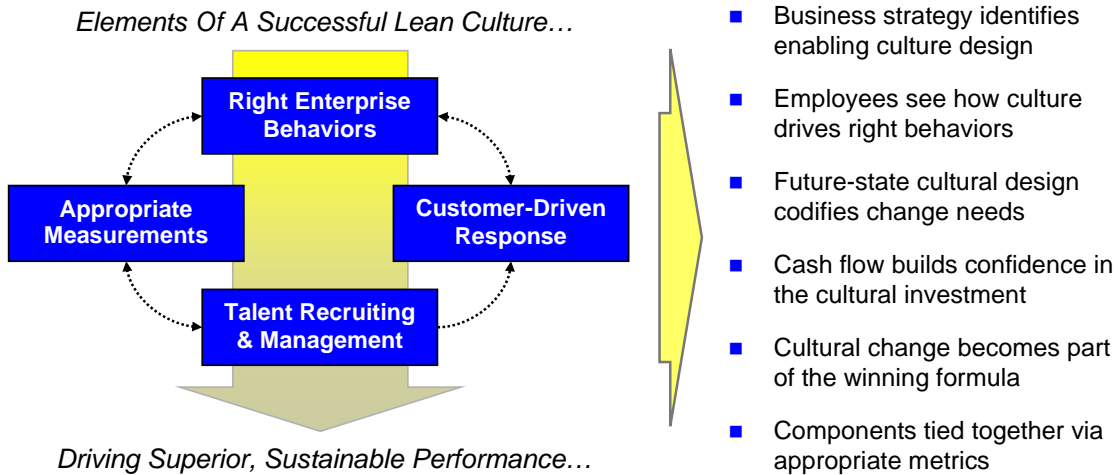 Elements Of A Successful Lean Culture…
Right Enterprise
Behaviors
Appropriate
Measurements
Customer-Driven
Response
Talent Recruiting
& Management
Driving Superior, Sustainable Performance…
Business strategy identifies
enabling culture design
Employees see how culture
drives right behaviors
Future-state cultural design
codifies change needs
Cash flow builds confidence in
the cultural investment
Cultural change becomes part
of the winning formula
Components tied together via
appropriate metrics